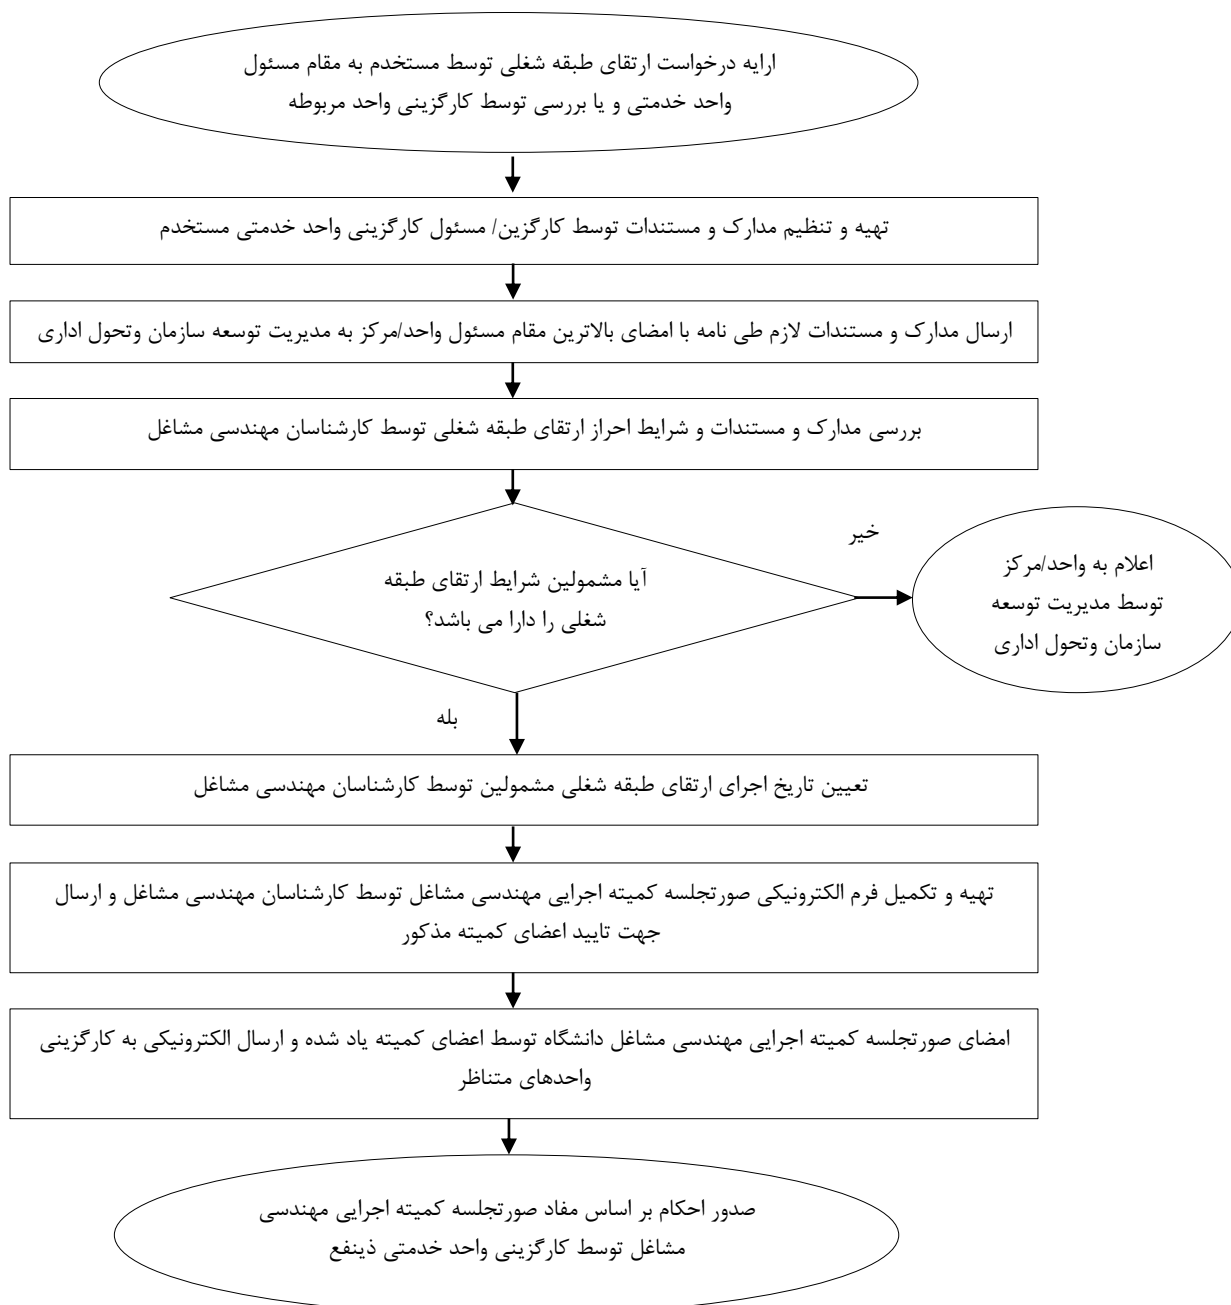 ارایه درخواست ارتقای طبقه شغلی توسط مستخدم به مقام مسئول
واحد خدمتی و یا بررسی توسط کارگزینی واحد مربوطه
تهیه و تنظیم مدارک و مستندات توسط کارگزین/ مسئول کارگزینی واحد خدمتی مستخدم
ارسال مدارک و مستندات لازم طی نامه با امضای بالاترین مقام مسئول واحد/مرکز به مدیریت توسعه سازمان وتحول اداری
بررسی مدارک و مستندات و شرایط احراز ارتقای طبقه شغلی توسط کارشناسان مهندسی مشاغل
آیا مشمولین شرایط ارتقای طبقه
شغلی را دارا می باشد؟
خیر
اعلام به واحد/مرکز
توسط مدیریت توسعه
سازمان وتحول اداری
بله
تعیین تاریخ اجرای ارتقای طبقه شغلی مشمولین توسط کارشناسان مهندسی مشاغل
تهیه و تکمیل فرم الکترونیکی صورتجلسه کمیته اجرایی مهندسی مشاغل توسط کارشناسان مهندسی مشاغل و ارسال
جهت تایید اعضای کمیته مذکور
امضای صورتجلسه کمیته اجرایی مهندسی مشاغل دانشگاه توسط اعضای کمیته یاد شده و ارسال الکترونیکی به کارگزینی
واحدهای متناظر
صدور احکام بر اساس مفاد صورتجلسه کمیته اجرایی مهندسی
مشاغل توسط کارگزینی واحد خدمتی ذینفع